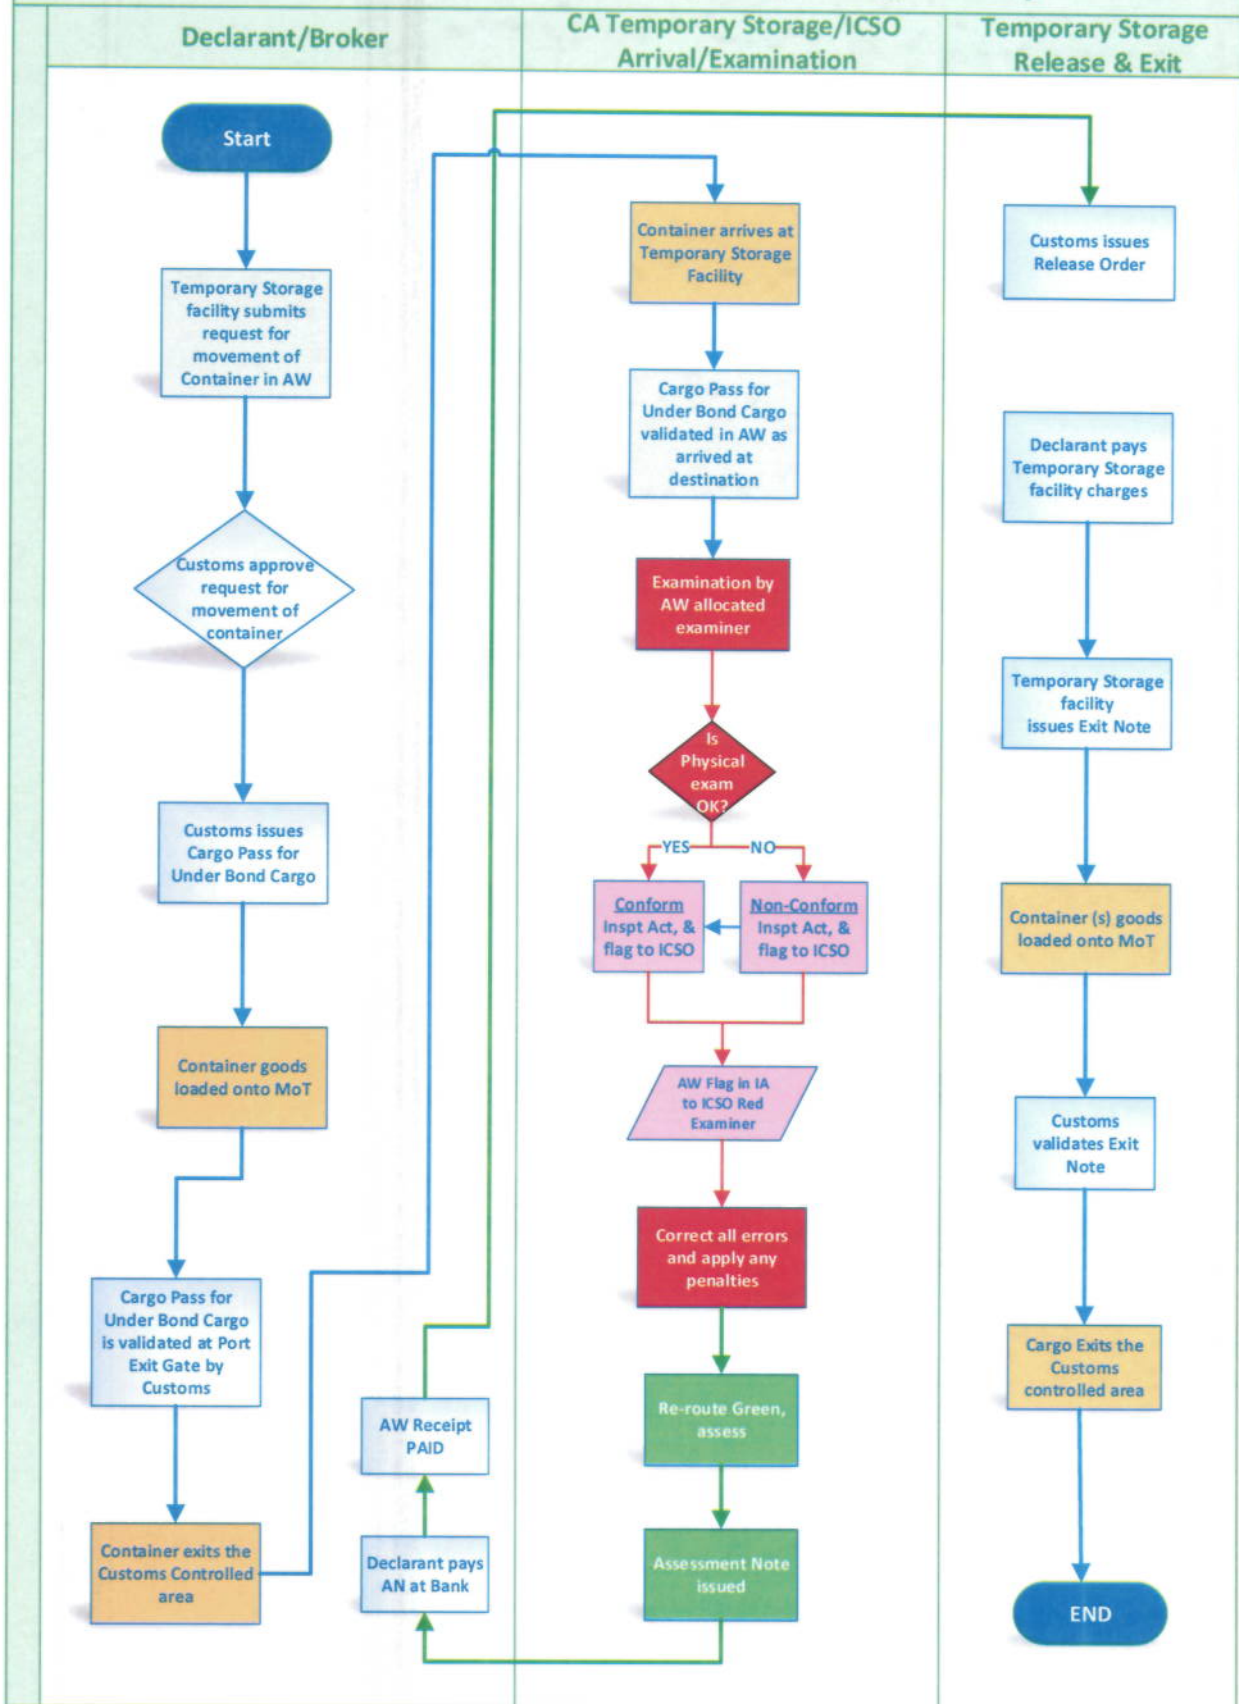 Declarant/Broker
CA Temporary Storage/ICSO
Arrival/Examination
Temporary Storage
Release & Exit
Start
Temporary Storage
facility submits
request for
movement of
Container in AW
Customs approve
request for
movement of
container
Customs issues
Cargo Pass for
Under Bond Cargo
Container goods
loaded onto MoT
Cargo Pass for
Under Bond Cargo
is validated at Port
Exit Gate by
Customs
Container exits the
Customs Controlled
area
AW Receipt
PAID
Declarant pays
AN at Bank
Container arrives at
Temporary Storage
Facility
Cargo Pass for
Under Bond Cargo
validated in AW as
arrived at
destination
Examination by
AW allocated
examiner
Is
Physical
exam
OK?
YES
NO
Conform
Inspt Act, &
flag to ICSO
Non-Conform
Inspt Act, &
flag to ICSO
AW Flag in IA
to ICSO Red
Examiner
Correct all errors
and apply any
penalties
Re-route Green,
assess
Assessment Note
issued
Customs issues
Release Order
Declarant pays
Temporary Storage
facility charges
Temporary Storage
facility
issues Exit Note
Container (s) goods
loaded onto MoT
Customs
validates Exit
Note
Cargo Exits the
Customs
controlled area
END